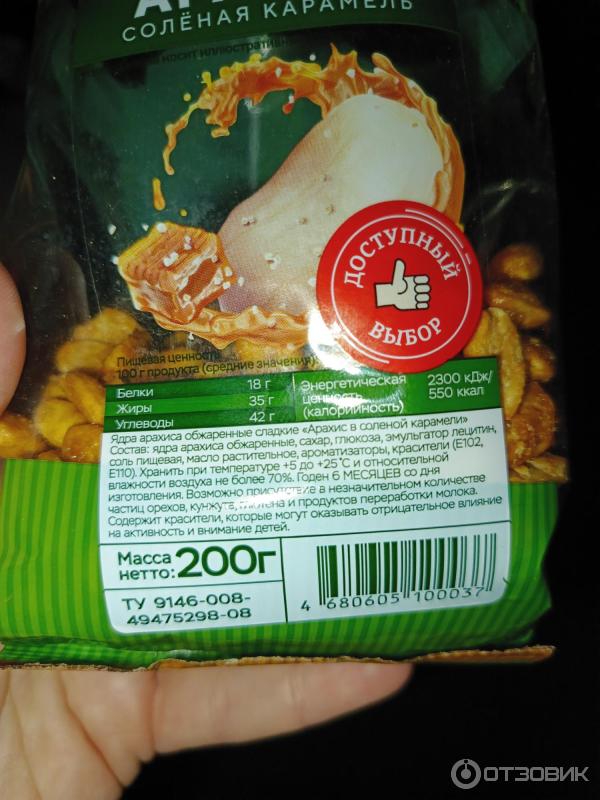 СОЛЁНАЯ КАРАМЕЛЬ
носит иллюстративн
ДОСТУПНЫЙ
ВЫБОР
Пищевая ценность
100 г продукта (средние значения):
Белки 18 г
Жиры 35 г
Углеводы 42 г
Энергетическая
ценность
(калорийность)
2300 кДж/
550 ккал
Ядра арахиса обжаренные сладкие «Арахис в соленой карамели»
Состав: ядра арахиса обжаренные, сахар, глюкоза, эмульгатор лецитин,
соль пищевая, масло растительное, ароматизаторы, красители (Е102,
Е110). Хранить при температуре +5 до +25˚С и относительной
влажности воздуха не более 70%. Годен 6 МЕСЯЦЕВ со дня
изготовления. Возможно присутствие в незначительном количестве
частиц орехов, кунжута, глютена и продуктов переработки молока.
Содержит красители, которые могут оказывать отрицательное влияние
на активность и внимание детей.
Масса
нетто: 200г
ТУ 9146-008-
49475298-08
4 680605 100037
ОТЗОВИК